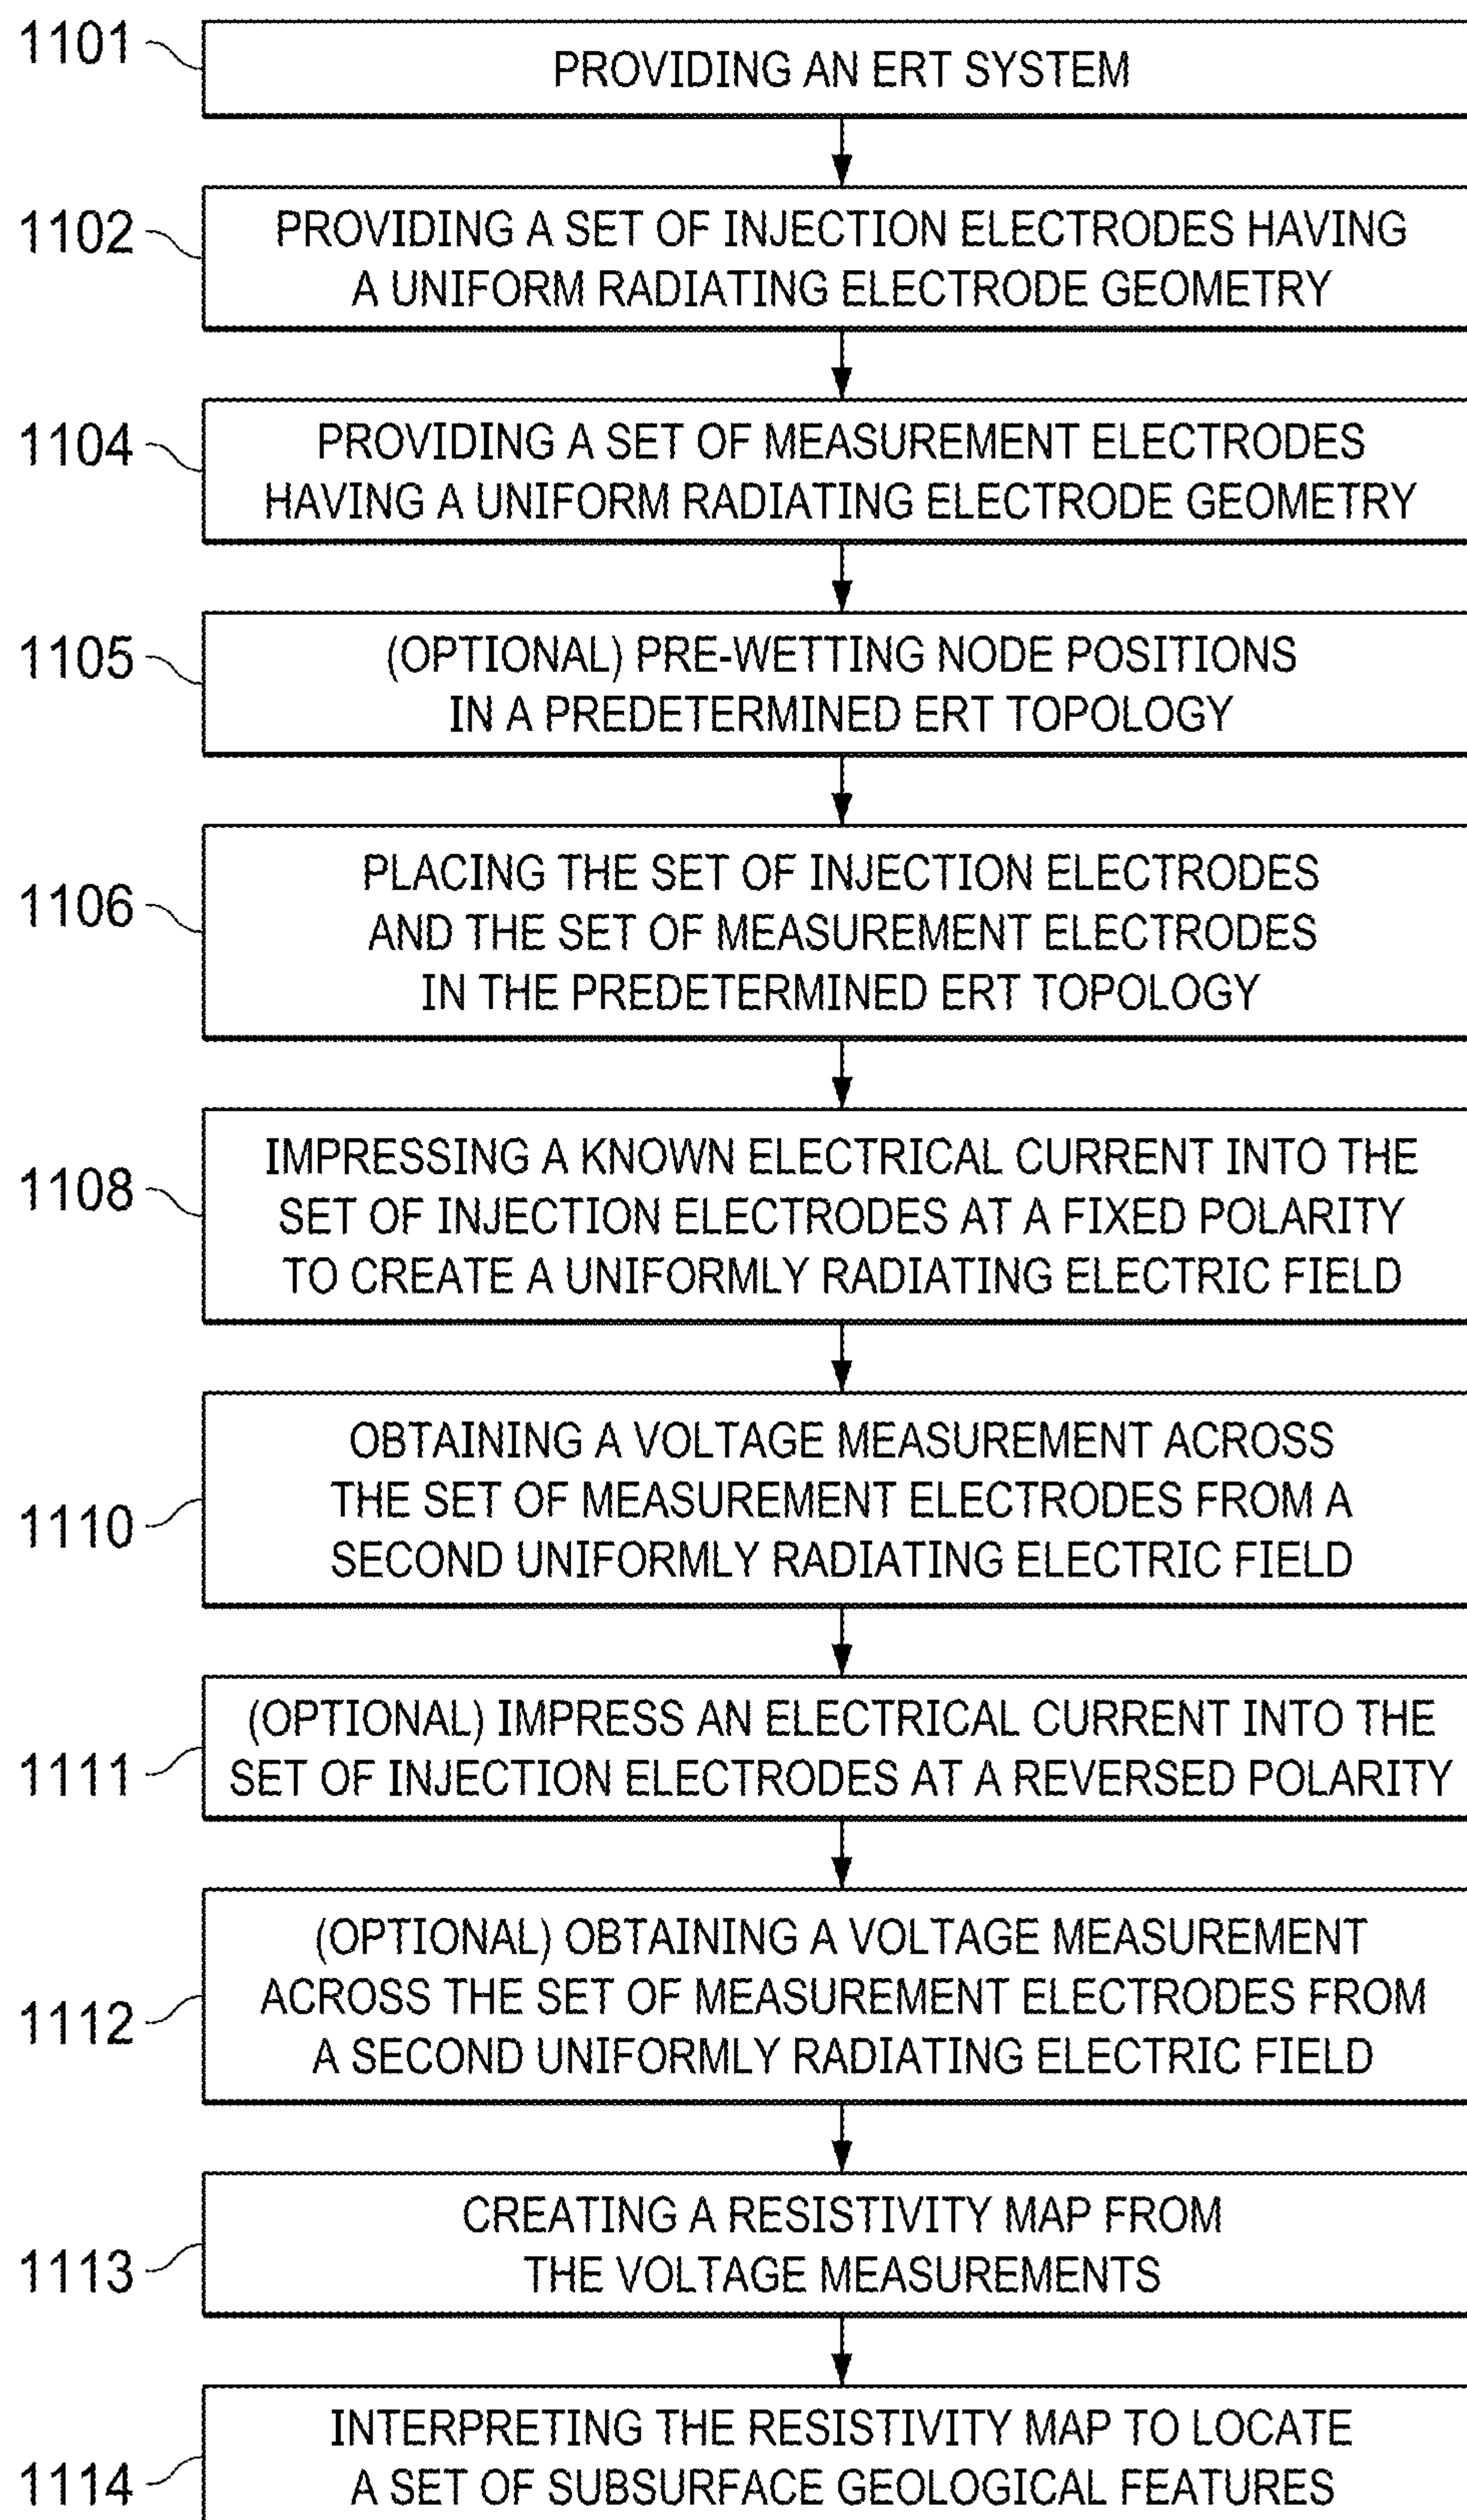 1101
PROVIDING AN ERT SYSTEM
1102
PROVIDING A SET OF INJECTION ELECTRODES HAVING
A UNIFORM RADIATING ELECTRODE GEOMETRY
1104
PROVIDING A SET OF MEASUREMENT ELECTRODES
HAVING A UNIFORM RADIATING ELECTRODE GEOMETRY
1105
(OPTIONAL) PRE-WETTING NODE POSITIONS
IN A PREDETERMINED ERT TOPOLOGY
1106
PLACING THE SET OF INJECTION ELECTRODES
AND THE SET OF MEASUREMENT ELECTRODES
IN THE PREDETERMINED ERT TOPOLOGY
1108
IMPRESSING A KNOWN ELECTRICAL CURRENT INTO THE
SET OF INJECTION ELECTRODES AT A FIXED POLARITY
TO CREATE A UNIFORMLY RADIATING ELECTRIC FIELD
1110
OBTAINING A VOLTAGE MEASUREMENT ACROSS
THE SET OF MEASUREMENT ELECTRODES FROM A
SECOND UNIFORMLY RADIATING ELECTRIC FIELD
1111
(OPTIONAL) IMPRESS AN ELECTRICAL CURRENT INTO THE
SET OF INJECTION ELECTRODES AT A REVERSED POLARITY
1112
(OPTIONAL) OBTAINING A VOLTAGE MEASUREMENT
ACROSS THE SET OF MEASUREMENT ELECTRODES FROM
A SECOND UNIFORMLY RADIATING ELECTRIC FIELD
1113
CREATING A RESISTIVITY MAP FROM
THE VOLTAGE MEASUREMENTS
1114
INTERPRETING THE RESISTIVITY MAP TO LOCATE
A SET OF SUBSURFACE GEOLOGICAL FEATURES